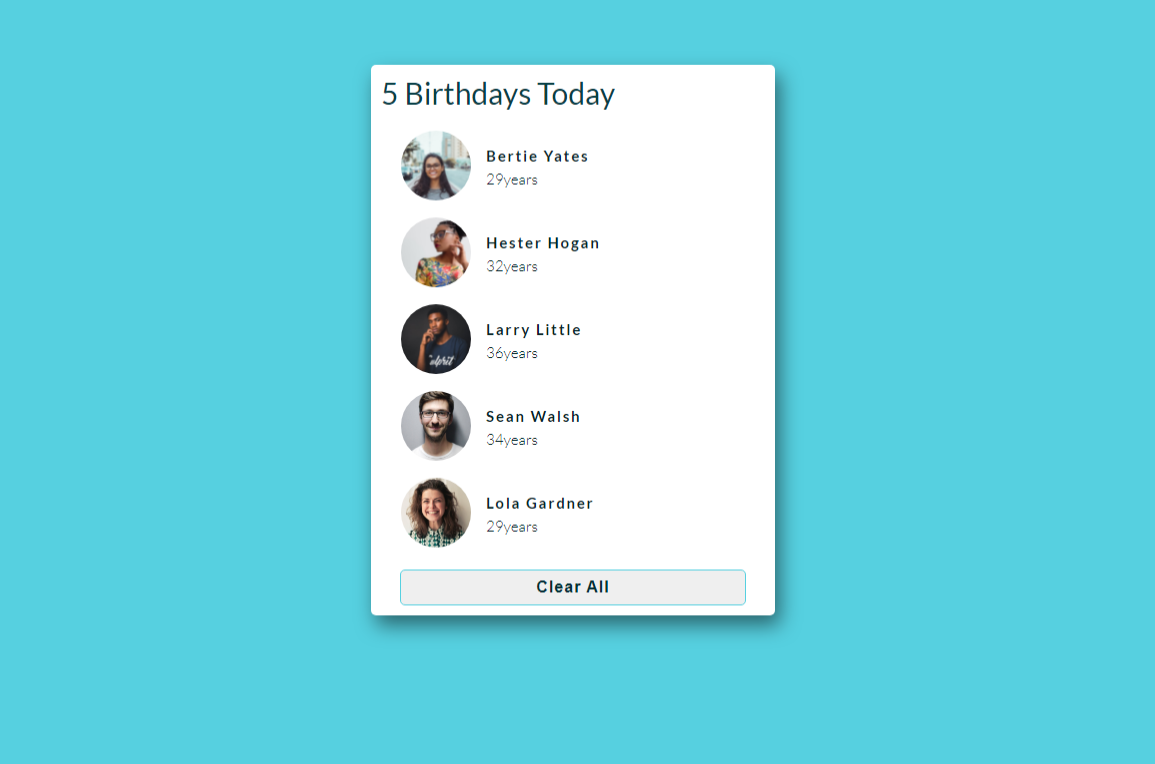 5 Birthdays Today
Bertie Yates
29years
Hester Hogan
32years
Larry Little
36years
Sean Walsh
34years
Lola Gardner
29years
Clear All